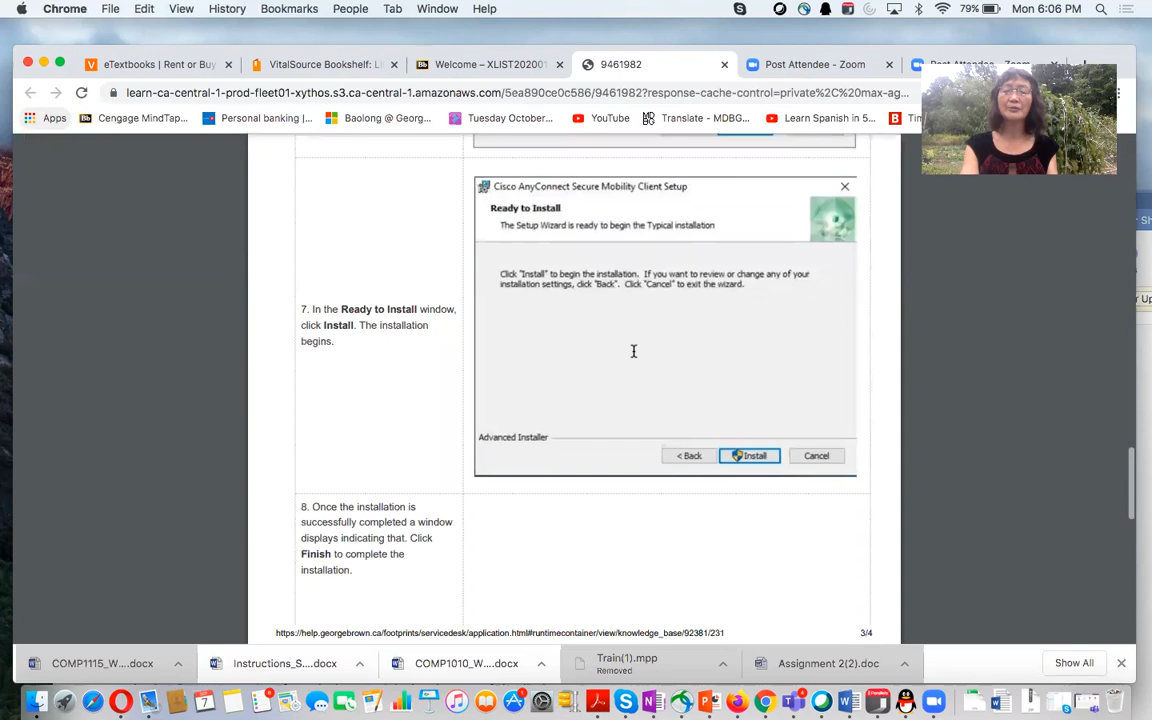 Chrome File Edit View History Bookmarks People Tab Window Help 79% Mon 6:06 PM
eTextbooks | Rent or Buy
VitalSource Bookshelf: Li
Welcome – XLIST202001
9461982
Post Attendee - Zoom
Post Attendee - Zoom
learn-ca-central-1-prod-fleet01-xythos.s3.ca-central-1.amazonaws.com/5ea890ce0c586/9461982?response-cache-control=private%2C%20max-ag...
Apps
Cengage MindTap...
Personal banking |...
Baolong @ Georg...
Tuesday October...
YouTube
Translate - MDBG...
Learn Spanish in 5...
Cisco AnyConnect Secure Mobility Client Setup
Ready to Install
The Setup Wizard is ready to begin the Typical installation
Click "Install" to begin the installation. If you want to review or change any of your
installation settings, click "Back". Click "Cancel" to exit the wizard.
7. In the Ready to Install window,
click Install. The installation
begins.
Advanced Installer
< Back
Install
Cancel
8. Once the installation is
successfully completed a window
displays indicating that. Click
Finish to complete the
installation.
https://help.georgebrown.ca/footprints/servicedesk/application.html#runtimecontainer/view/knowledge_base/92381/231
3/4
COMP1115_W....docx
Instructions_S....docx
COMP1010_W....docx
Train(1).mpp
Removed
Assignment 2(2).doc
Show All